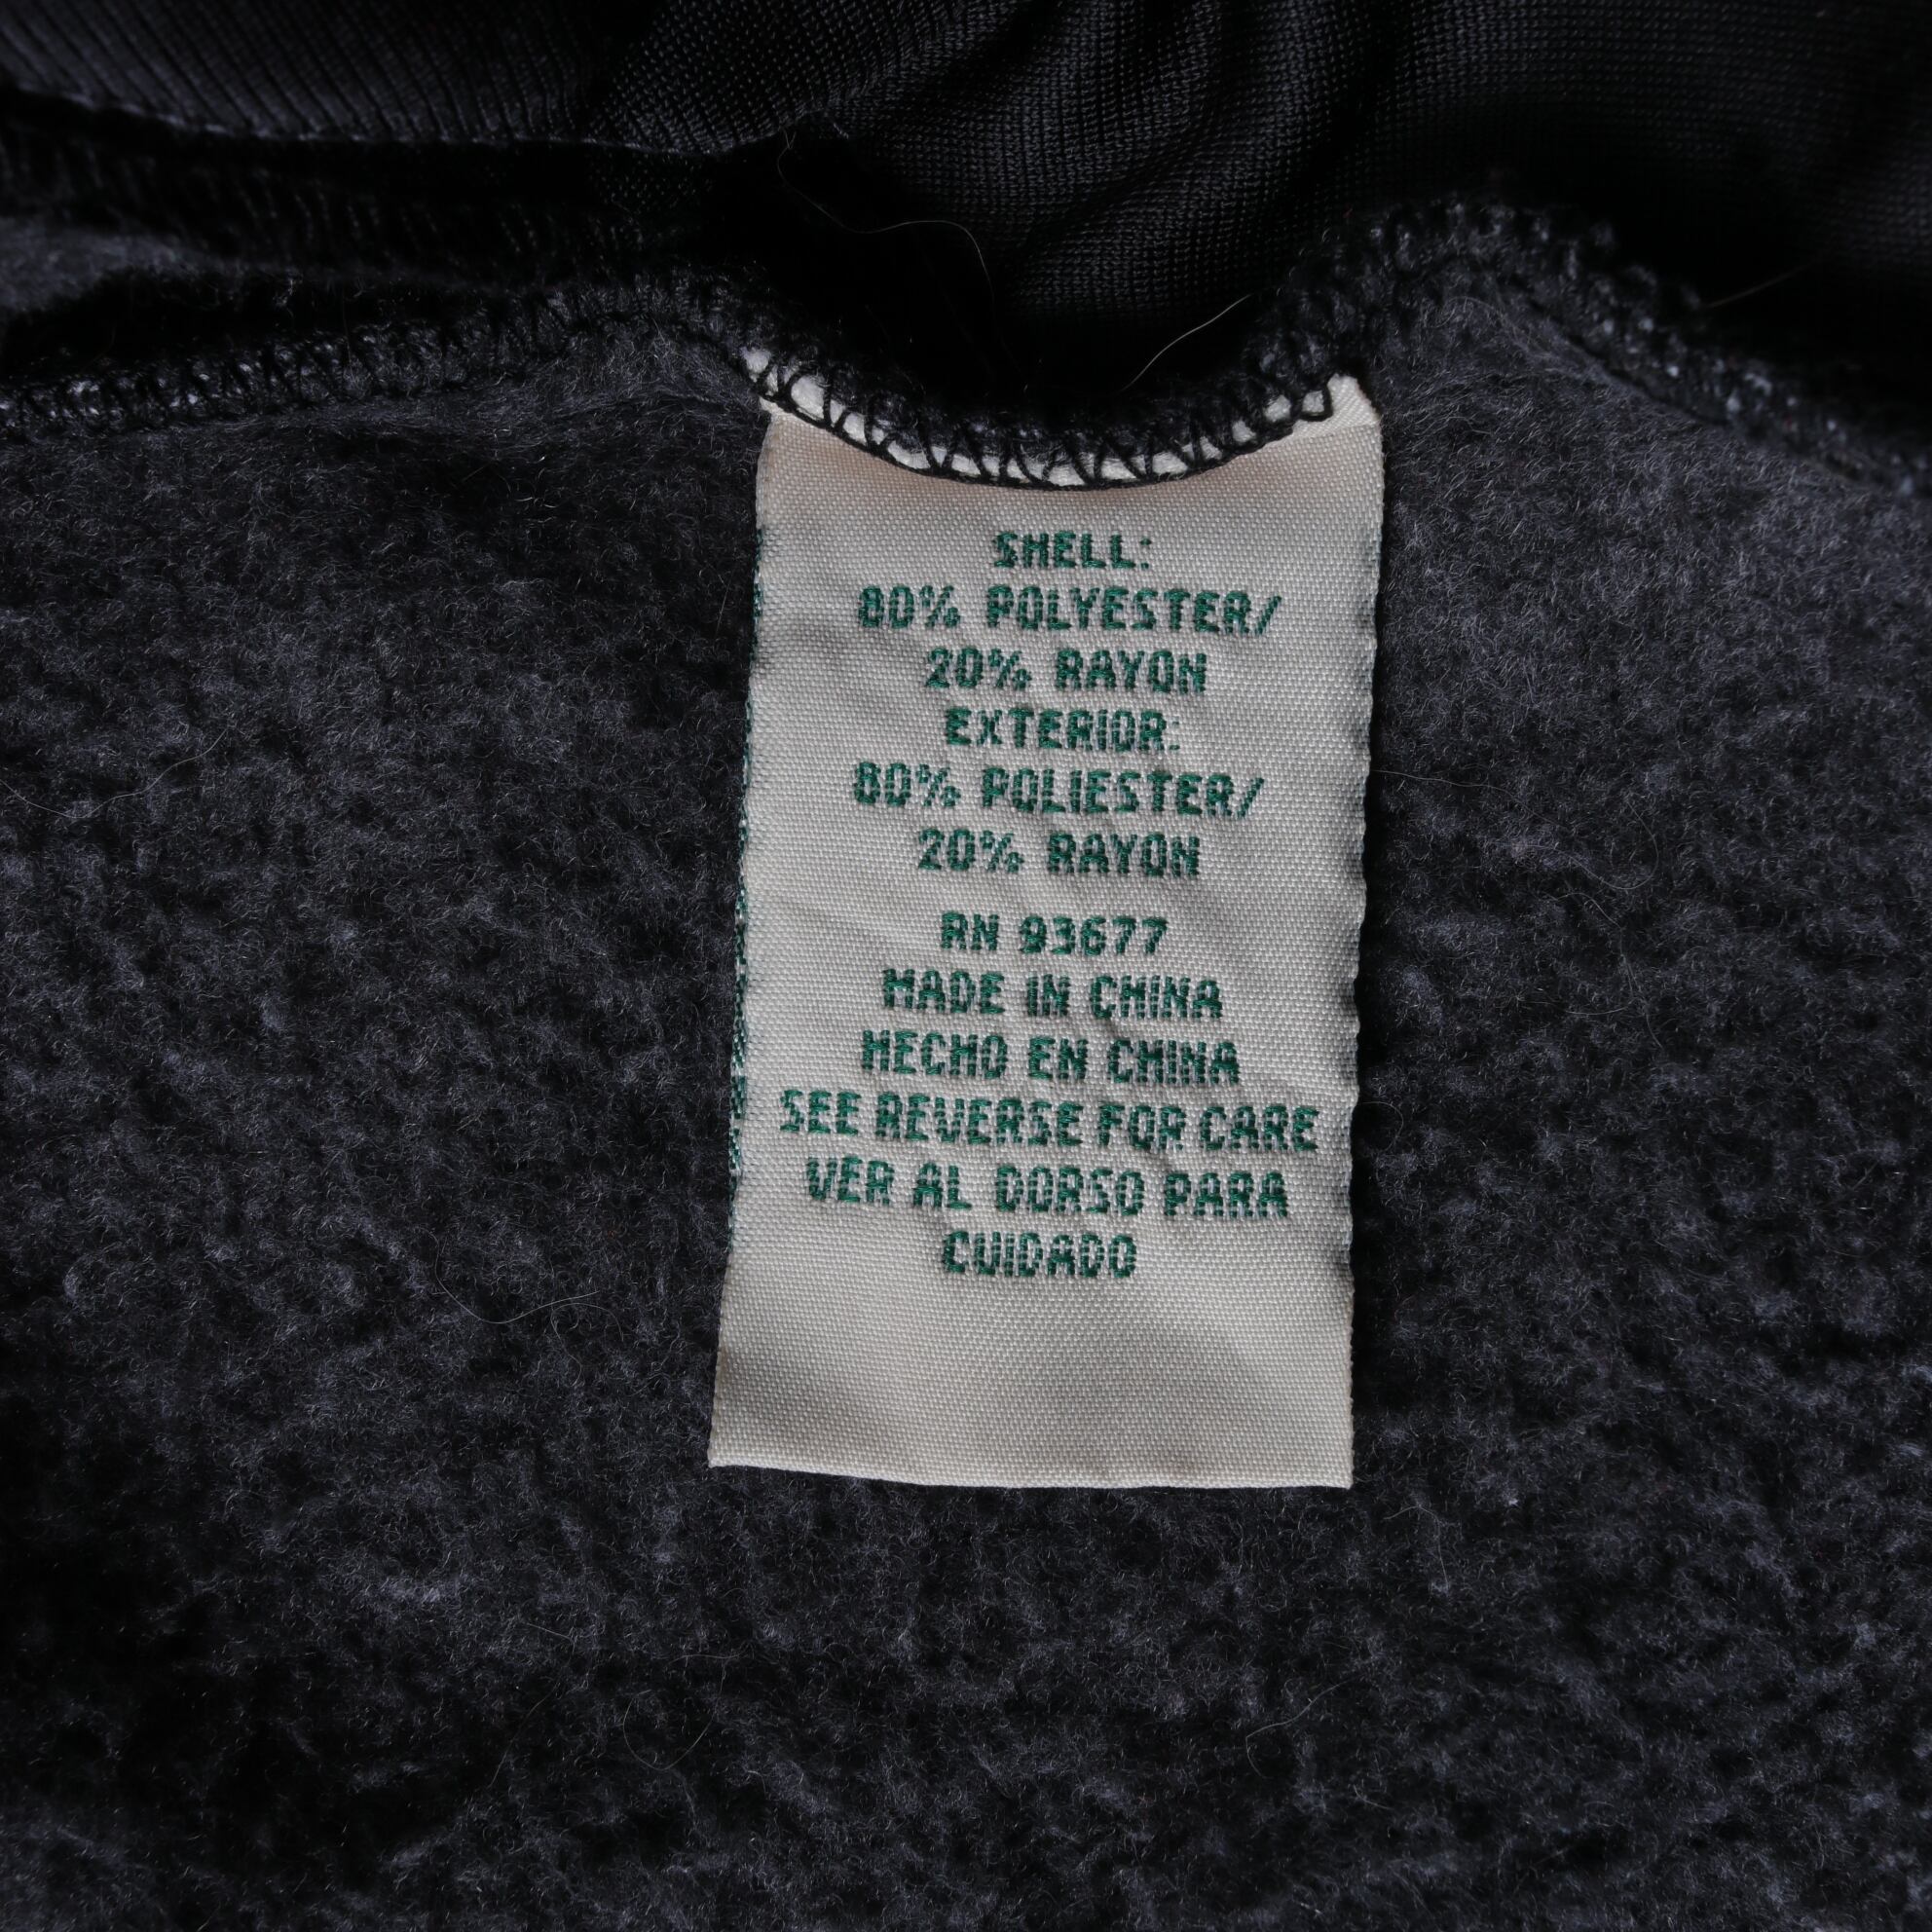 SHELL:
80% POLYESTER/
20% RAYON
EXTERIOR:
80% POLIESTER/
20% RAYON
RN 93677
MADE IN CHINA
HECHO EN CHINA
SEE REVERSE FOR CARE
VER AL DORSO PARA
CUIDADO